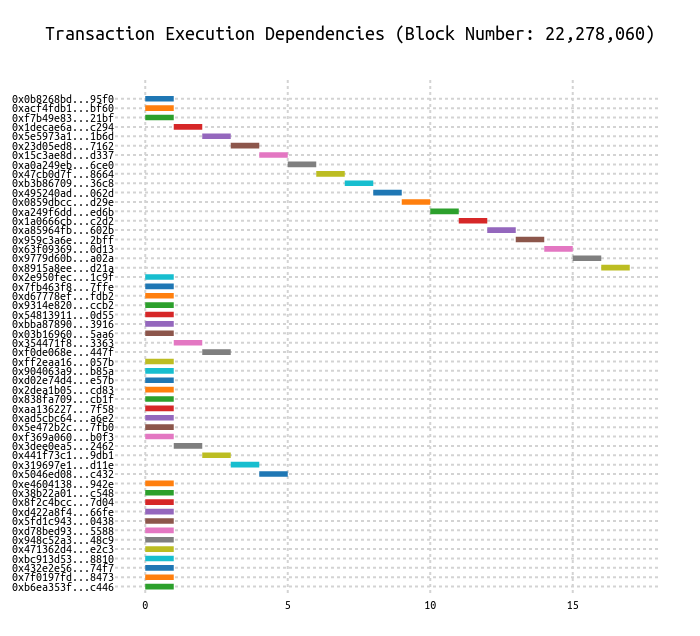 Transaction Execution Dependencies (Block Number: 22,278,060)
0x0b8268bd...95f0
0xacf4fdb1...bf60
0xf7b49e83...21bf
0x1decae6a...c294
0x5e5973a1...1b6d
0x23d05ed8...7162
0x15c3ae8d...d337
0xa0a249eb...6ce0
0x47cb0d7f...8664
0xb3b86709...36c8
0x495240ad...062d
0x0859dbcc...d29e
0xa249f6dd...ed6b
0x1a0666cb...c2d2
0xa85964fb...602b
0x959c3a6e...2bff
0x63f09369...0d13
0x9779d60b...a02a
0x8915a8ee...d21a
0x2e950fec...1c9f
0x7fb463f8...7ffe
0xd67778ef...fdb2
0x9314e820...ccb2
0x54813911...0d55
0xbba87890...3916
0x03b16960...5aa6
0x354471f8...3363
0xf0de068e...447f
0xff2eaa16...057b
0x904063a9...b85a
0xd02e74d4...e57b
0x2dea1b05...cd83
0x838fa709...cb1f
0xaa136227...7f58
0xad5cbc64...a6e2
0x5e472b2c...7fb0
0xf369a060...b0f3
0x3dee0ea5...2462
0x441f73c1...9db1
0x319697e1...d11e
0x5046ed08...c432
0xe4604138...942e
0x38b22a01...c548
0x8f2c4bcc...7d04
0xd422a8f4...66fe
0x5fd1c943...0438
0xd78bed93...5588
0x948c52a3...48c9
0x471362d4...e2c3
0xbc913d53...8810
0x432e2e56...74f7
0x7f0197fd...8473
0xb6ea353f...c446
0 5 10 15